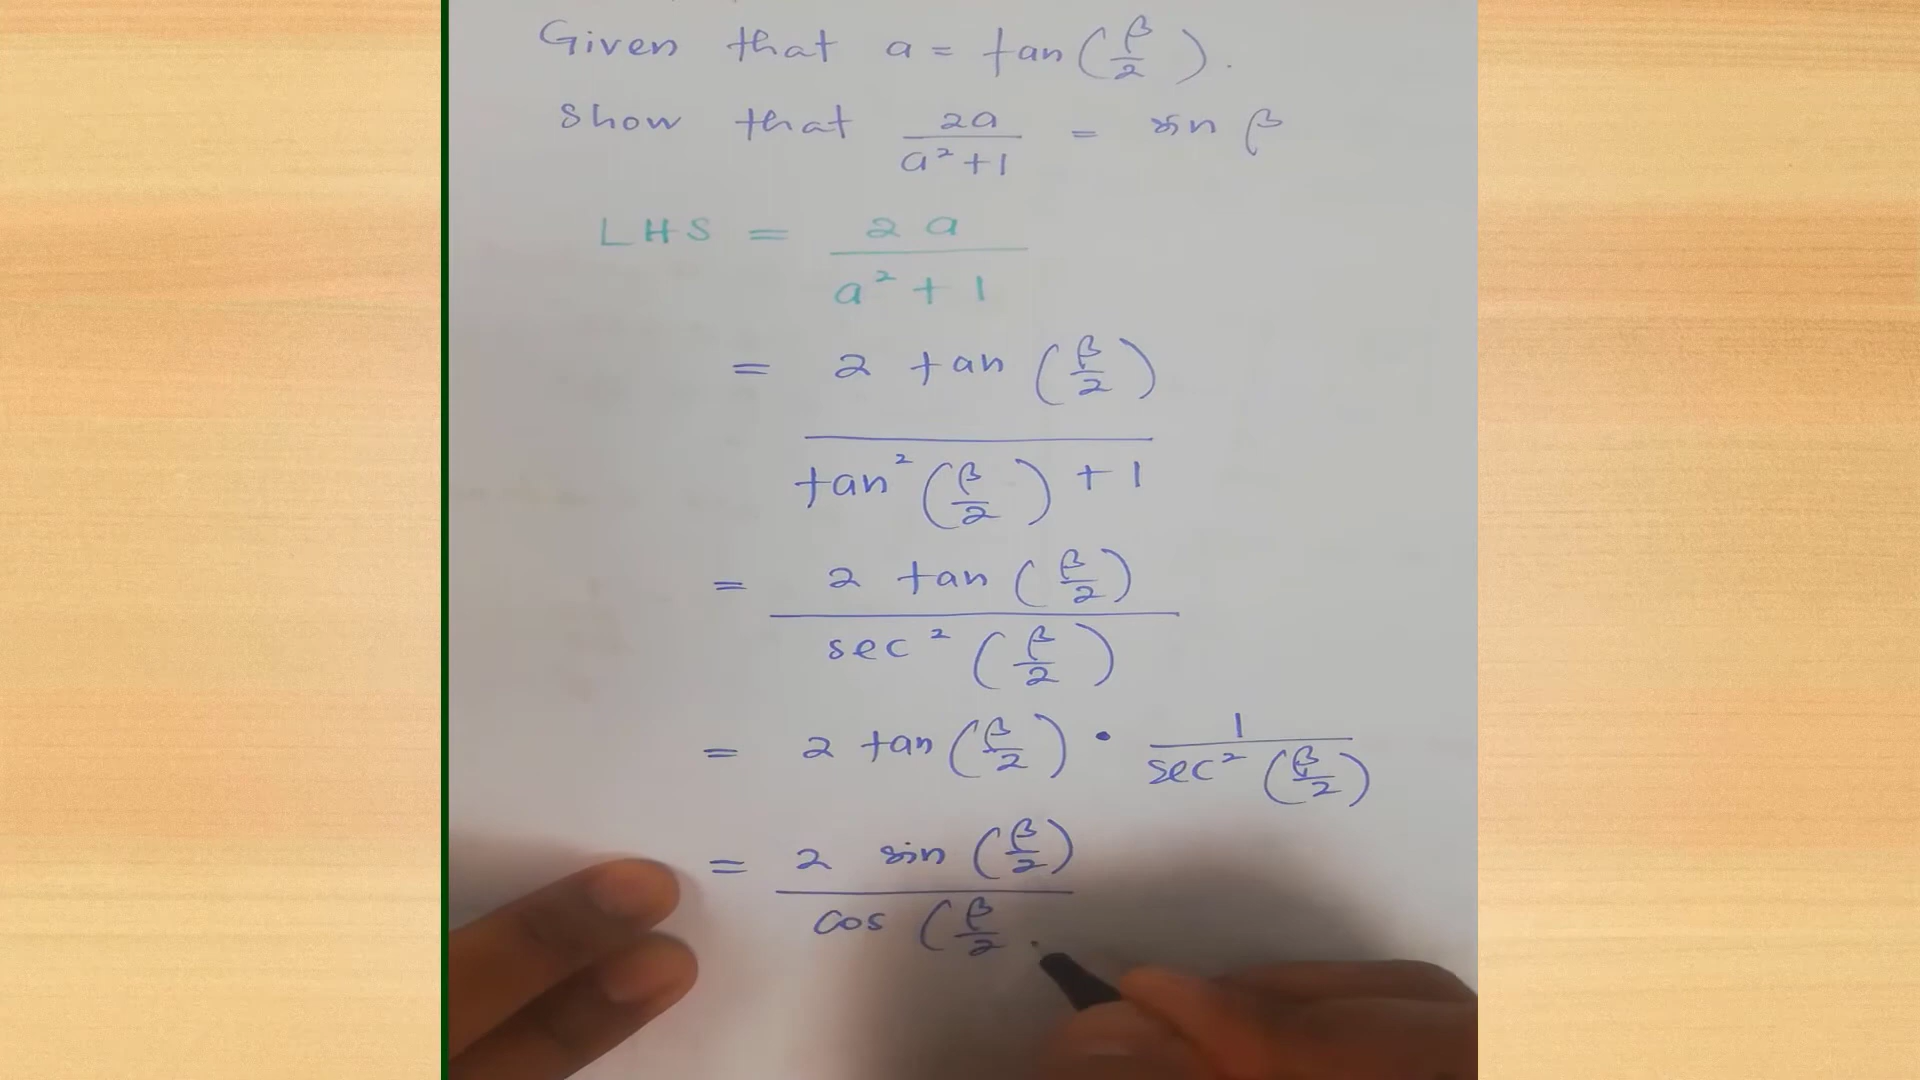 Given that a = tan(β/2).
Show that 2a/(a²+1) = sin β
LHS = 2a/(a²+1)
= 2 tan(β/2)/(tan²(β/2)+1)
= 2 tan(β/2)/sec²(β/2)
= 2 tan(β/2) • 1/sec²(β/2)
= 2 sin(β/2)/cos(β/2